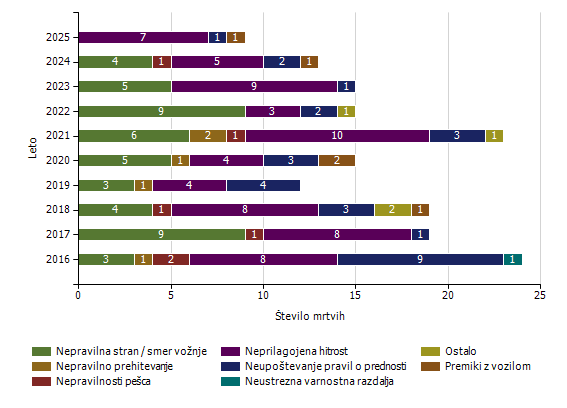 2025 7 1 1
2024 4 1 5 2 1
2023 5 9 1
2022 9 3 2 1
2021 6 2 1 10 3 1
2020 5 1 4 3 2
2019 3 1 4 4
2018 4 1 8 3 2 1
2017 9 1 8 1
2016 3 1 2 8 9 1
Leto
0 5 10 15 20 25
Število mrtvih
Nepravilna stran / smer vožnje Neprilagojena hitrost Ostalo
Nepravilno prehitevanje Neupoštevanje pravil o prednosti Premiki z vozilom
Nepravilnosti pešca Neustrezna varnostna razdalja